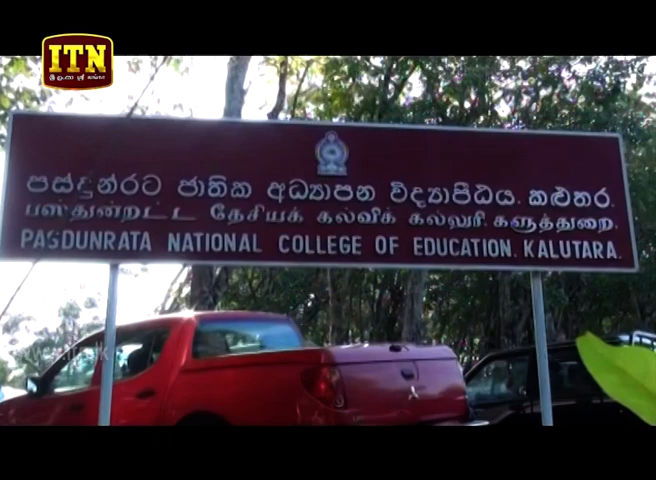 ITN
පස්දුන්රට ජාතික අධ්‍යාපන විද්‍යාපීඨය. කළුතර.
பஸ்துன்றட்ட தேசியக் கல்விக் கல்லூரி. களுத்துறை.
PASDUNRATA NATIONAL COLLEGE OF EDUCATION. KALUTARA.